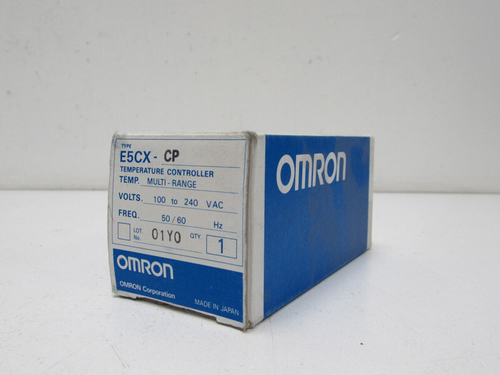 TYPE
E5CX - CP
TEMPERATURE CONTROLLER
TEMP. MULTI - RANGE
VOLTS. 100 to 240 VAC
FREQ. 50 / 60 Hz
LOT No. 01Y0 QTY 1
OMRON
OMRON Corporation
MADE IN JAPAN
OMRON